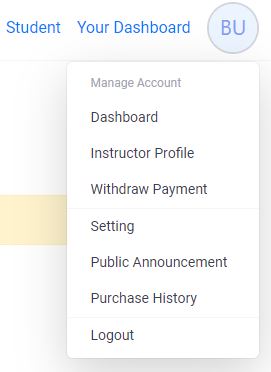 Student Your Dashboard BU
Manage Account
Dashboard
Instructor Profile
Withdraw Payment
Setting
Public Announcement
Purchase History
Logout